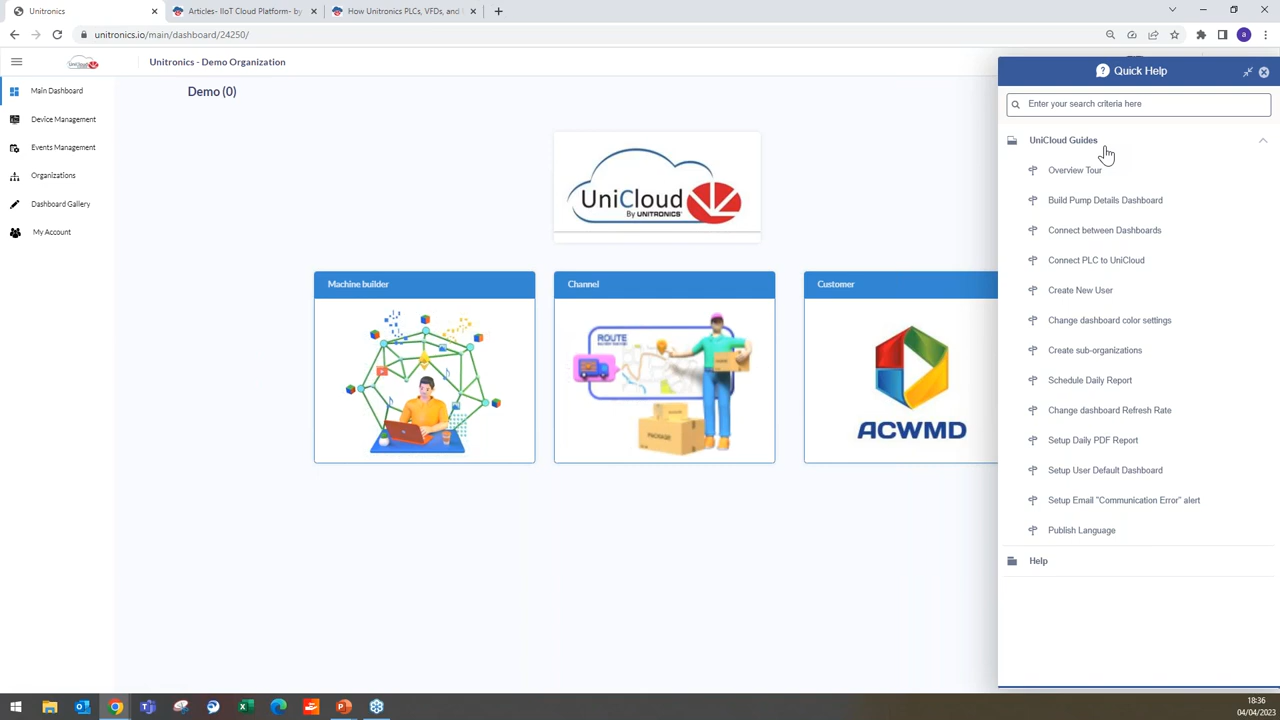 Unitronics
Articles- IIoT Cloud Platform- by
How Unitronics PLCs, VFDs, and
unitronics.io/main/dashboard/24250/
a
UniCloud
Unitronics - Demo Organization
Quick Help
Main Dashboard
Demo (0)
Enter your search criteria here
Device Management
Events Management
UniCloud Guides
Organizations
Overview Tour
Dashboard Gallery
UniCloud
By UNITRONICS
Build Pump Details Dashboard
My Account
Connect between Dashboards
Connect PLC to UniCloud
Machine builder
Channel
Customer
Create New User
ROUTE
Change dashboard color settings
Create sub-organizations
Schedule Daily Report
PACKAGE
ACWMD
Change dashboard Refresh Rate
Setup Daily PDF Report
Setup User Default Dashboard
Setup Email "Communication Error" alert
Publish Language
Help
18:36
04/04/2023